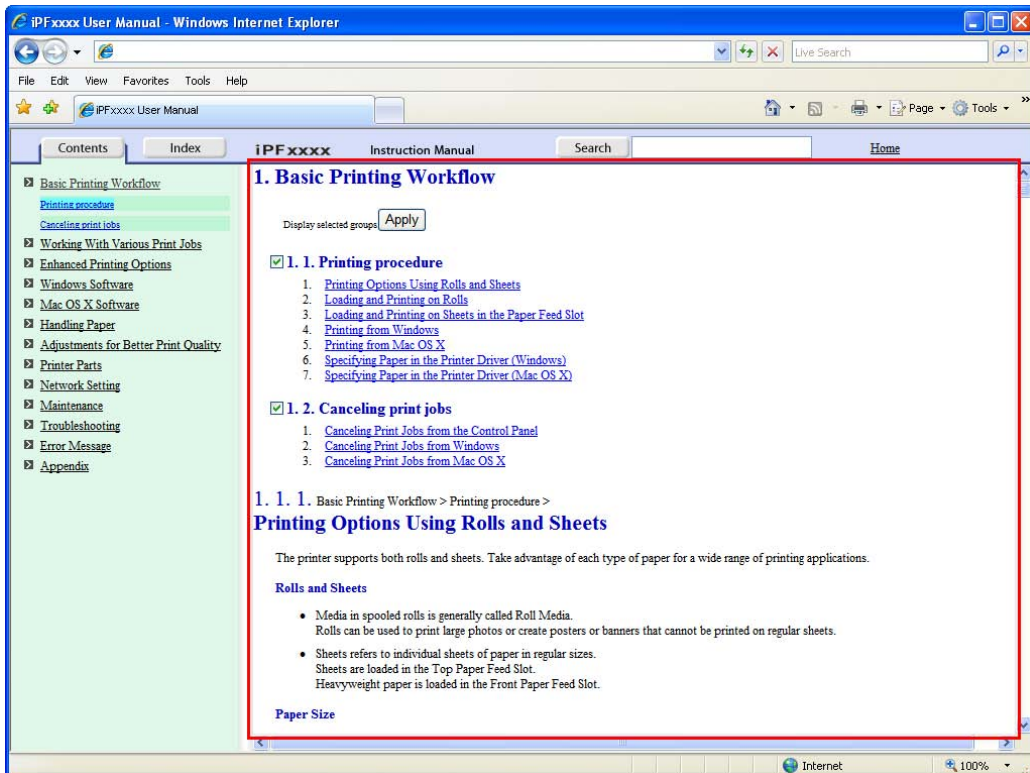 iPFxxxx User Manual - Windows Internet Explorer
Live Search
File Edit View Favorites Tools Help
iPFxxxx User Manual
Page Tools »
Contents Index iPFxxxx Instruction Manual Search Home
Basic Printing Workflow
Printing procedure
Canceling print jobs
Working With Various Print Jobs
Enhanced Printing Options
Windows Software
Mac OS X Software
Handling Paper
Adjustments for Better Print Quality
Printer Parts
Network Setting
Maintenance
Troubleshooting
Error Message
Appendix
1. Basic Printing Workflow
Display selected groups Apply
1. 1. Printing procedure
1. Printing Options Using Rolls and Sheets
2. Loading and Printing on Rolls
3. Loading and Printing on Sheets in the Paper Feed Slot
4. Printing from Windows
5. Printing from Mac OS X
6. Specifying Paper in the Printer Driver (Windows)
7. Specifying Paper in the Printer Driver (Mac OS X)
1. 2. Canceling print jobs
1. Canceling Print Jobs from the Control Panel
2. Canceling Print Jobs from Windows
3. Canceling Print Jobs from Mac OS X
1. 1. 1. Basic Printing Workflow > Printing procedure >
Printing Options Using Rolls and Sheets
The printer supports both rolls and sheets. Take advantage of each type of paper for a wide range of printing applications.
Rolls and Sheets
• Media in spooled rolls is generally called Roll Media.
Rolls can be used to print large photos or create posters or banners that cannot be printed on regular sheets.
• Sheets refers to individual sheets of paper in regular sizes.
Sheets are loaded in the Top Paper Feed Slot.
Heavyweight paper is loaded in the Front Paper Feed Slot.
Paper Size
Internet 100%